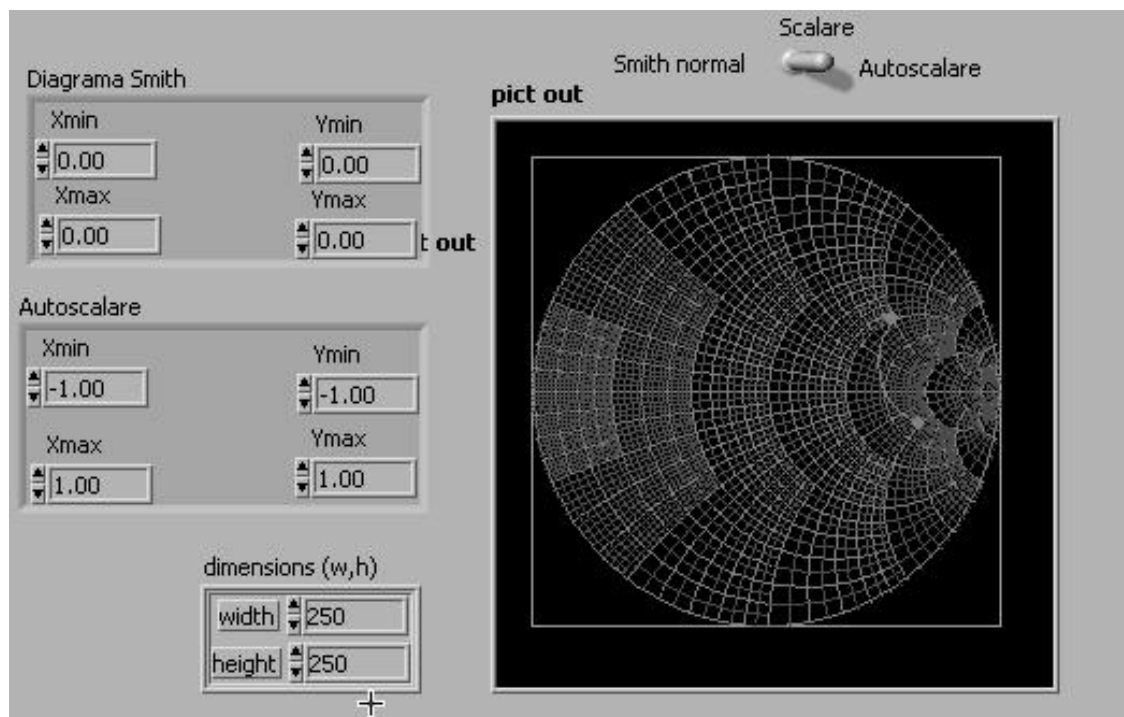 Scalare
Smith normal
Autoscalare
Diagrama Smith
pict out
Xmin
Ymin
0.00
0.00
Xmax
Ymax
0.00
0.00
t out
Autoscalare
Xmin
Ymin
-1.00
-1.00
Xmax
Ymax
1.00
1.00
dimensions (w,h)
width
250
height
250